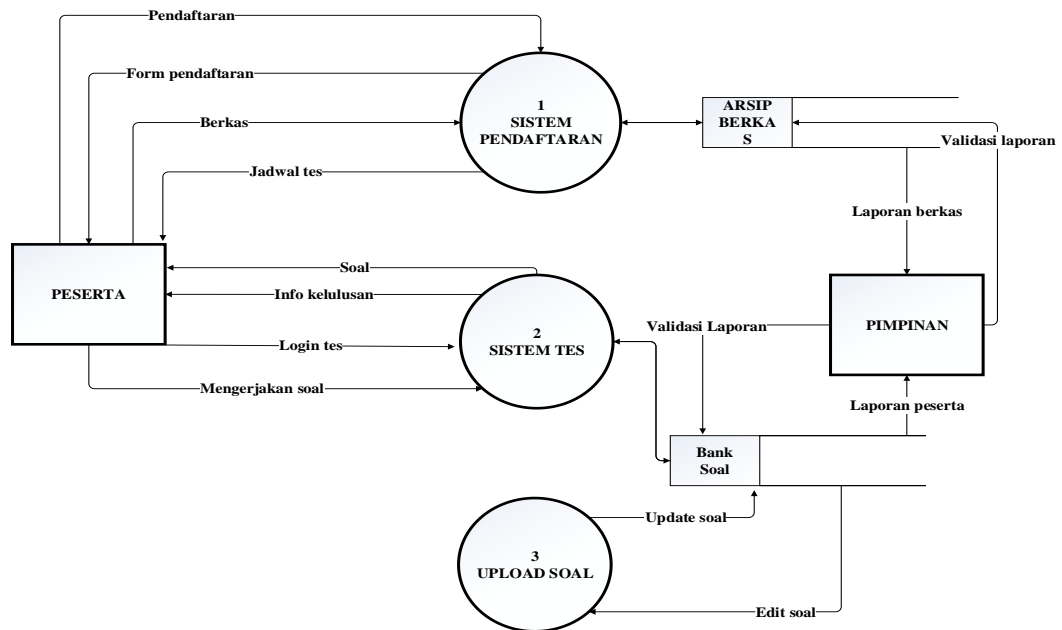 Pendaftaran
Form pendaftaran
Berkas
Jadwal tes
1
SISTEM
PENDAFTARAN
ARSIP
BERKA
S
Validasi laporan
Laporan berkas
PESERTA
Soal
Info kelulusan
Login tes
Mengerjakan soal
2
SISTEM TES
Validasi Laporan
PIMPINAN
Laporan peserta
Bank
Soal
Update soal
3
UPLOAD SOAL
Edit soal